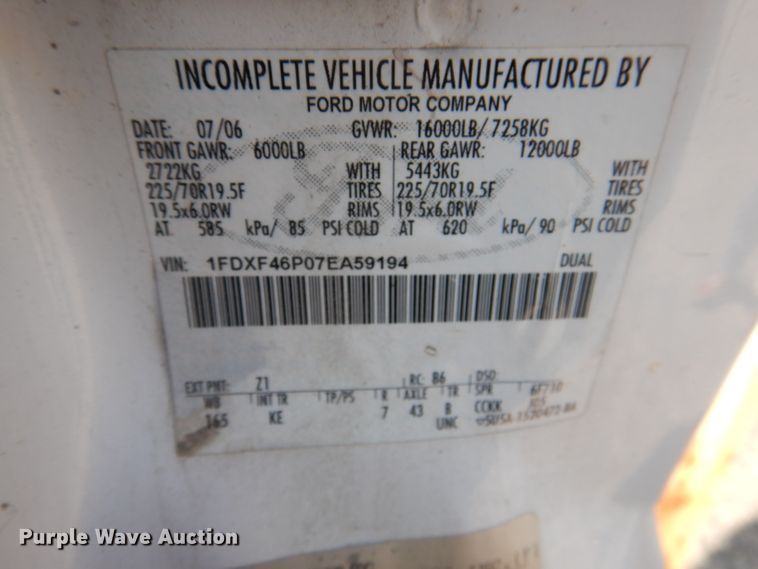 INCOMPLETE VEHICLE MANUFACTURED BY
FORD MOTOR COMPANY
DATE: 07/06 GVWR: 16000LB/ 7258KG
FRONT GAWR: 6000LB REAR GAWR: 12000LB
2722KG WITH 5443KG WITH
225/70R19.5F TIRES 225/70R19.5F TIRES
19.5x6.0RW RIMS 19.5x6.0RW RIMS
AT 585 kPa/ 85 PSI COLD AT 620 kPa/ 90 PSI COLD
VIN: 1FDXF46P07EA59194 DUAL
EXT PNT: Z1 RC: B6 DSO
WB INT TR TP/PS R AXLE TR SPR 6F730
165 KE 7 43 B CCKK
UNC
Purple Wave Auction